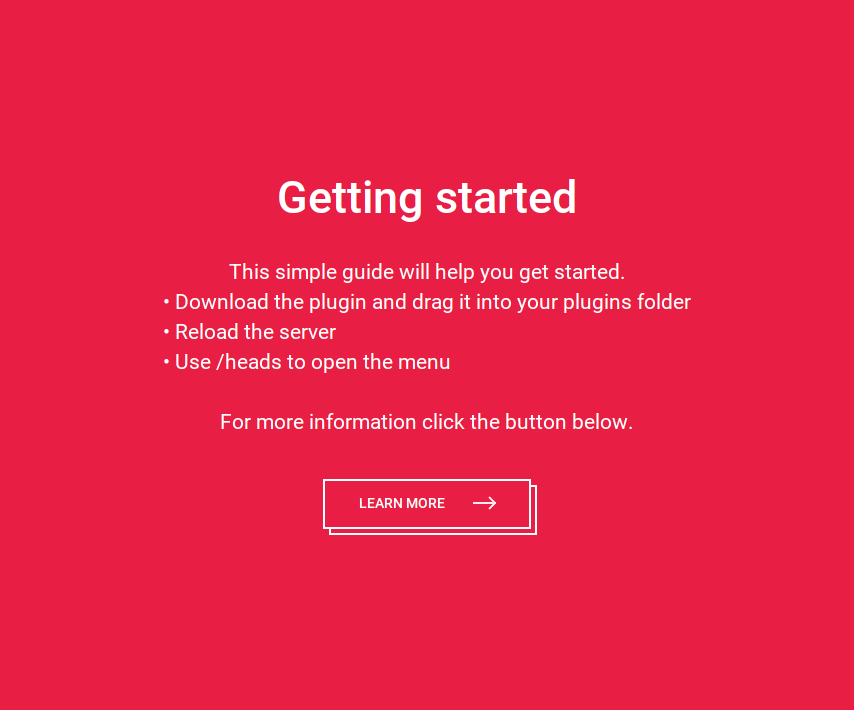 Getting started
This simple guide will help you get started.
• Download the plugin and drag it into your plugins folder
• Reload the server
• Use /heads to open the menu
For more information click the button below.
LEARN MORE